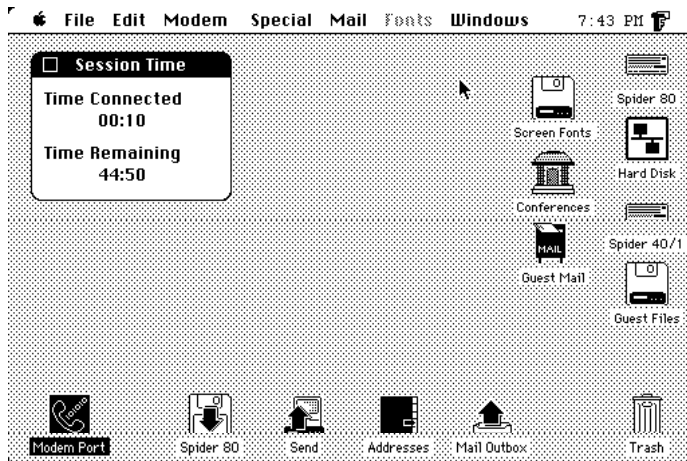 File Edit Modem Special Mail Fonts Windows 7:43 PM
Session Time
Time Connected
00:10
Time Remaining
44:50
Spider 80
Screen Fonts
Hard Disk
Conferences
Spider 40/1
MAIL
Guest Mail
Guest Files
Modem Port
Spider 80
Send
Addresses
Mail Outbox
Trash